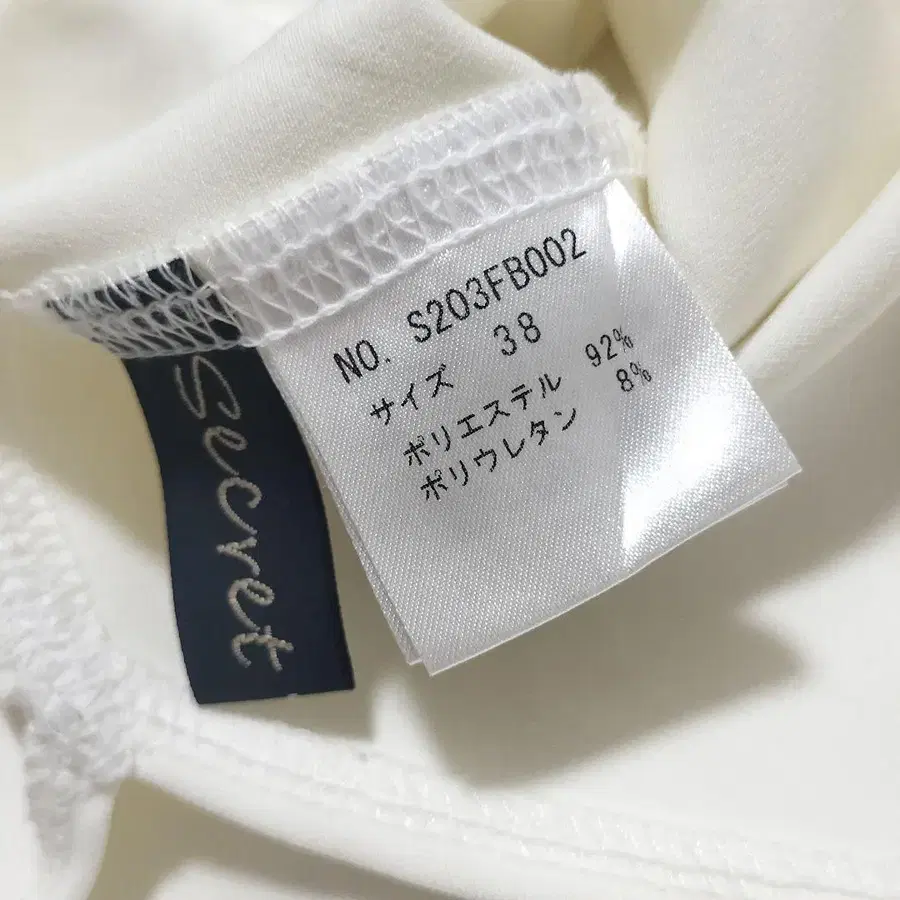 NO. S203FB002
サイズ 38
ポリエステル 92%
ポリウレタン 8%
Secret